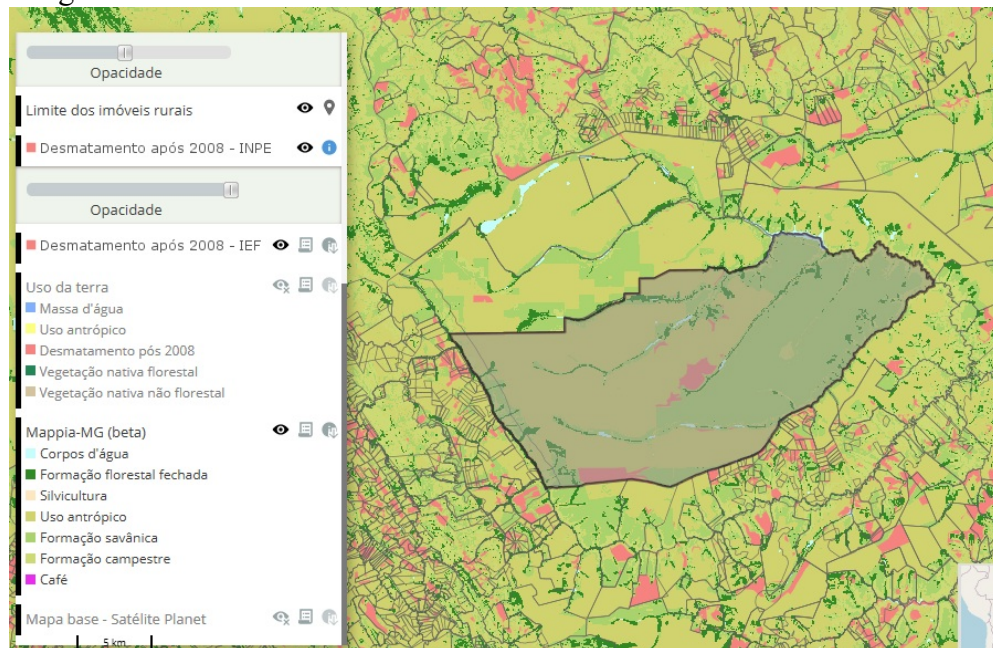 Opacidade
Limite dos imóveis rurais
Desmatamento após 2008 - INPE
Opacidade
Desmatamento após 2008 - IEF
Uso da terra
Massa d'água
Uso antrópico
Desmatamento pós 2008
Vegetação nativa florestal
Vegetação nativa não florestal
Mappia-MG (beta)
Corpos d'água
Formação florestal fechada
Silvicultura
Uso antrópico
Formação savânica
Formação campestre
Café
Mapa base - Satélite Planet
5 km